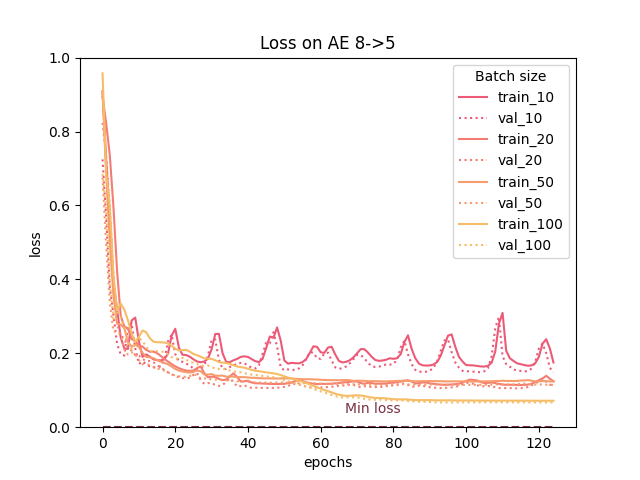 Loss on AE 8->5
1.0
0.8
0.6
0.4
0.2
0.0
loss
Batch size
train_10
val_10
train_20
val_20
train_50
val_50
train_100
val_100
Min loss
0 20 40 60 80 100 120
epochs